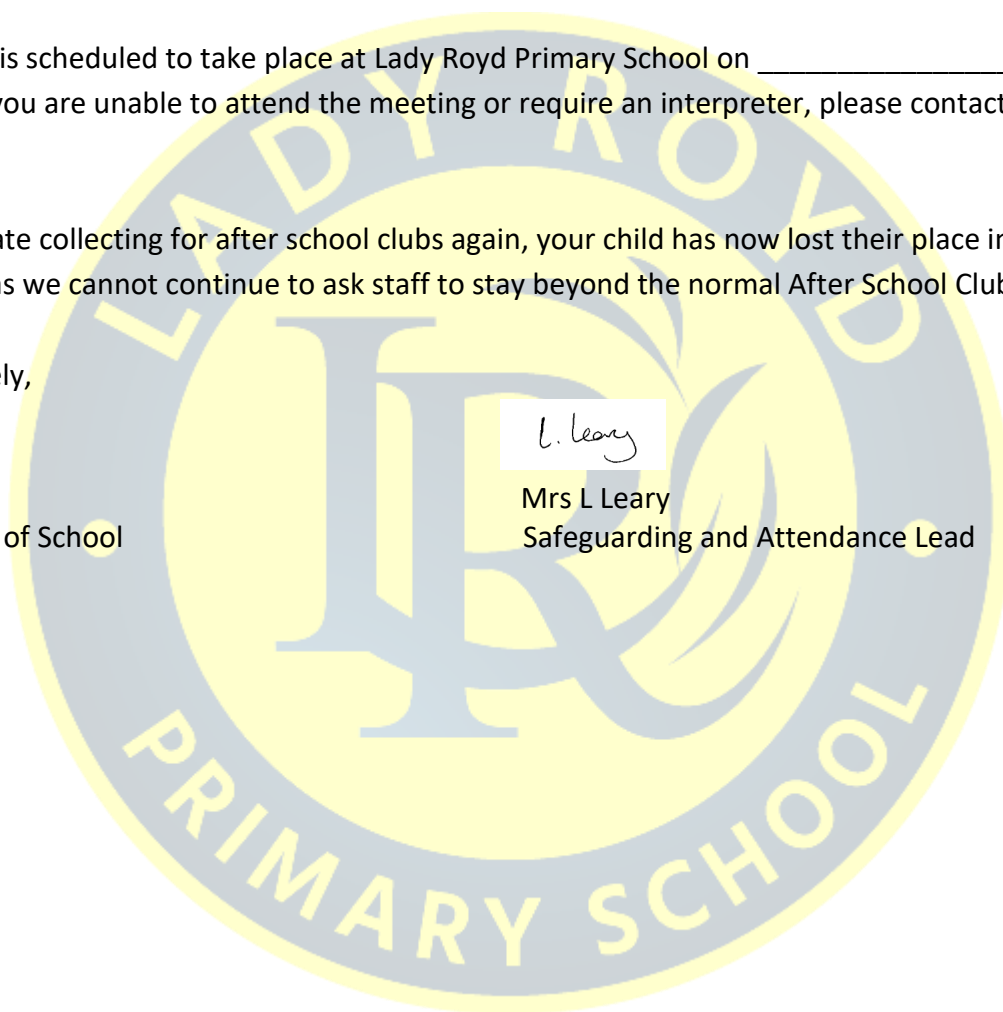 is scheduled to take place at Lady Royd Primary School on _______________
you are unable to attend the meeting or require an interpreter, please contact
ate collecting for after school clubs again, your child has now lost their place in
as we cannot continue to ask staff to stay beyond the normal After School Club
ely,
L. Leary
Mrs L Leary
of School Safeguarding and Attendance Lead
LADY ROYD
LR
PRIMARY SCHOOL